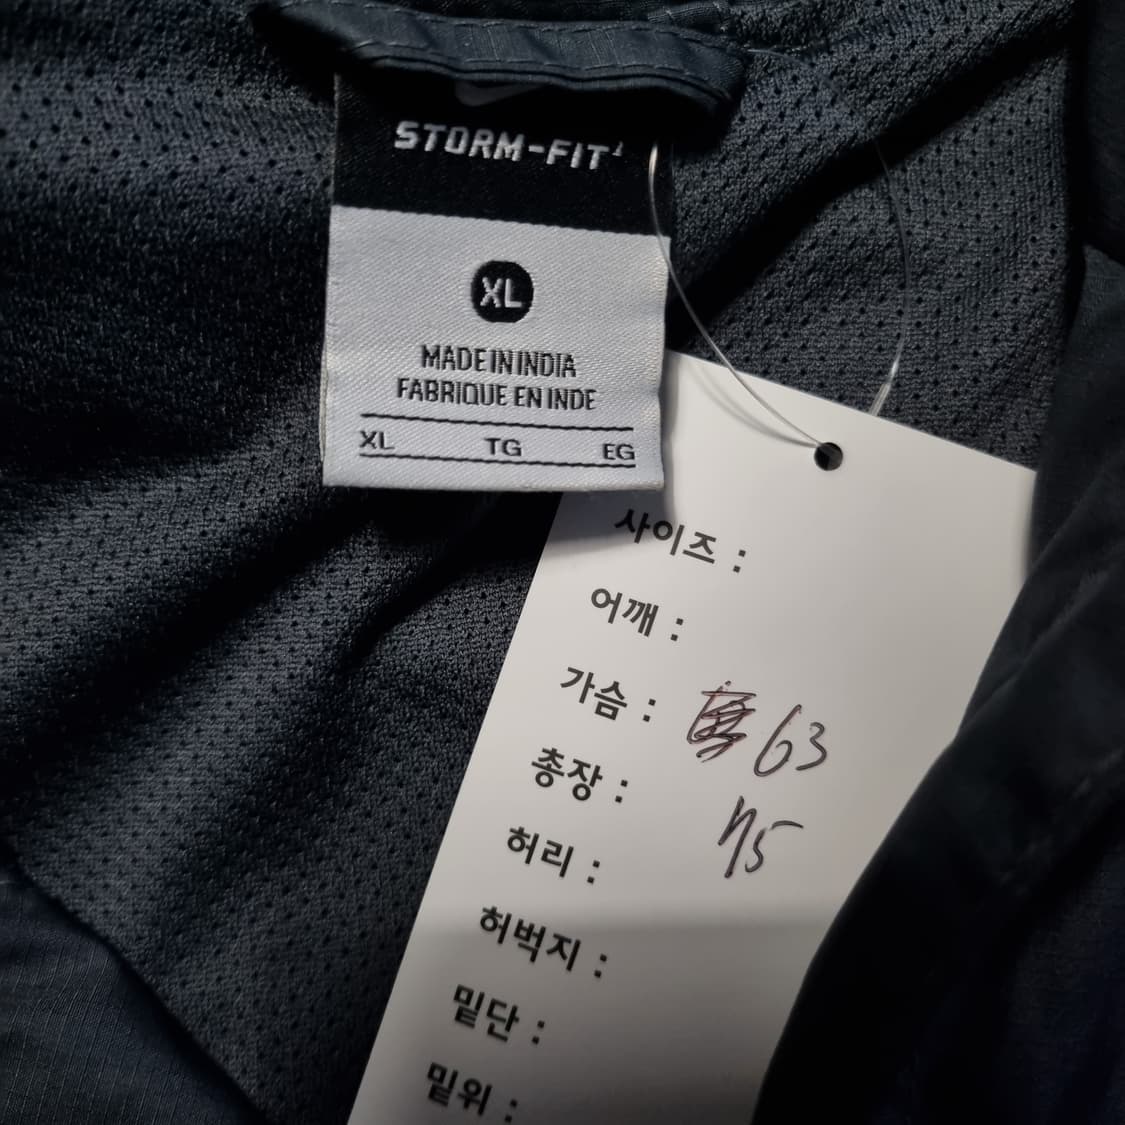 STORM-FIT
XL
MADE IN INDIA
FABRIQUE EN INDE
XL TG EG
사이즈 :
어깨 :
가슴 : 63
총장 : 75
허리 :
허벅지 :
밑단 :
밑위 :